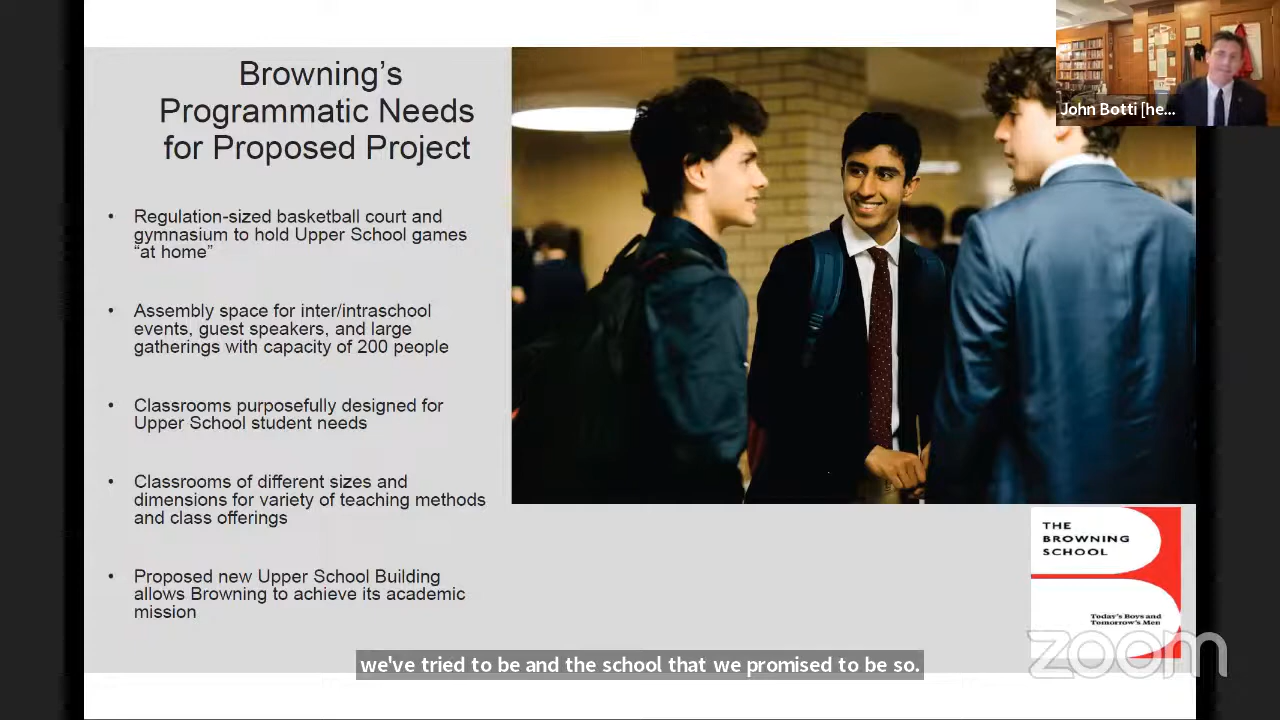 Browning’s
Programmatic Needs
for Proposed Project
• Regulation-sized basketball court and
gymnasium to hold Upper School games
“at home”
• Assembly space for inter/intraschool
events, guest speakers, and large
gatherings with capacity of 200 people
• Classrooms purposefully designed for
Upper School student needs
• Classrooms of different sizes and
dimensions for variety of teaching methods
and class offerings
• Proposed new Upper School Building
allows Browning to achieve its academic
mission
John Botti [he...
THE
BROWNING
SCHOOL
Today's Boys and
Tomorrow's Men
zoom
we've tried to be and the school that we promised to be so.